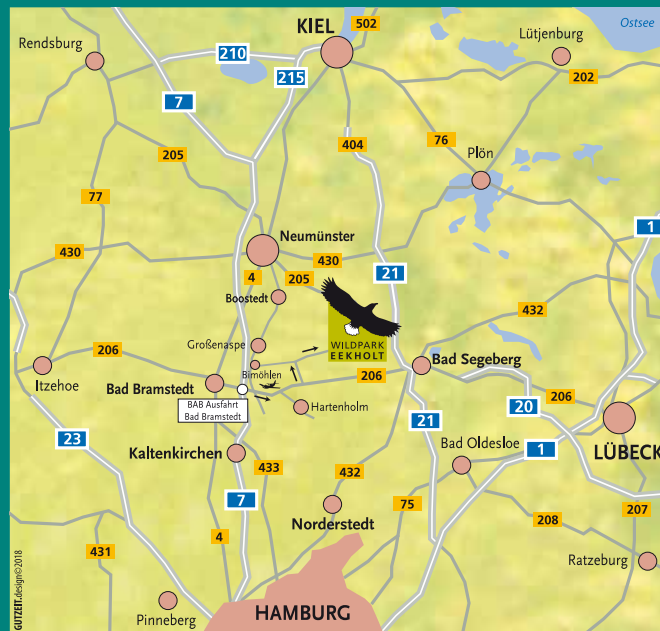 KIEL
502
Ostsee
Rendsburg
Lütjenburg
210
215
202
7
404
76
205
Plön
77
1
Neumünster
430
430
4
205
21
Boostedt
432
WILDPARK
EEKHOLT
Großenaspe
206
Bimöhlen
Bad Segeberg
Itzehoe
Bad Bramstedt
206
206
BAB Ausfahrt
Bad Bramstedt
Hartenholm
20
21
23
Kaltenkirchen
Bad Oldesloe
1
LÜBECK
433
432
7
75
207
Norderstedt
208
4
431
Ratzeburg
GUTZEIT.design©2018
Pinneberg
HAMBURG